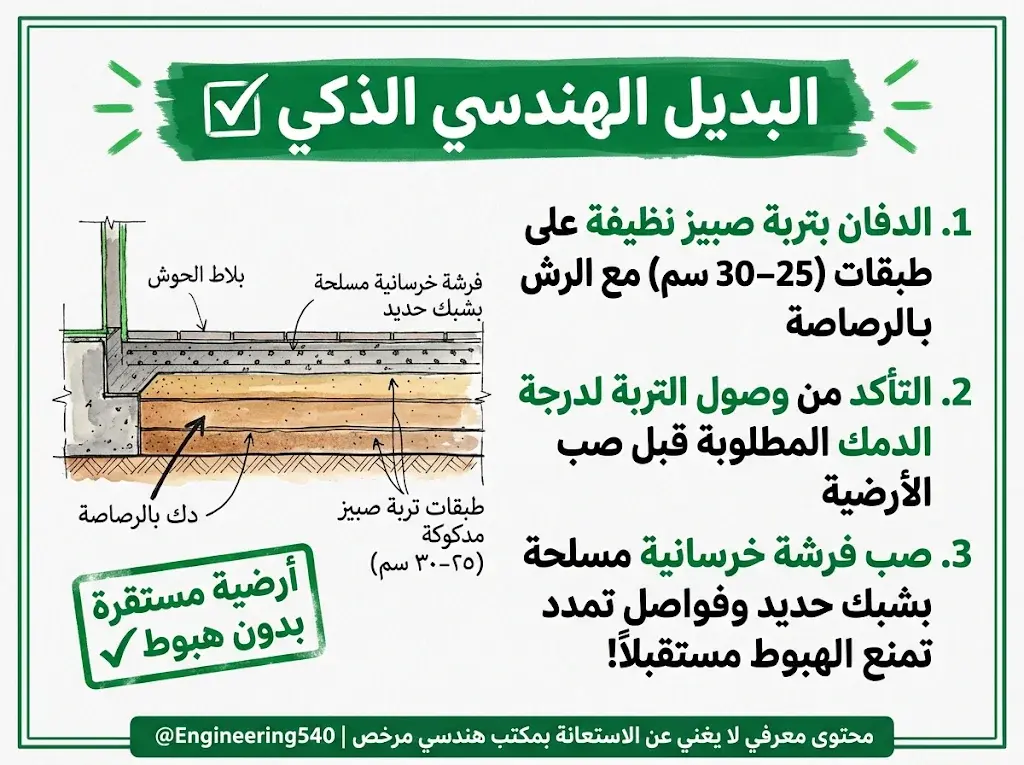 البديل الهندسي الذكي
1. الدفان بتربة صبيز نظيفة على
طبقات (25–30 سم) مع الرش
بالرصاصة
2. التأكد من وصول التربة لدرجة
الدمك المطلوبة قبل صب
الأرضية
3. صب فرشة خرسانية مسلحة
بشبك حديد وفواصل تمدد
تمنع الهبوط مستقبلاً!
بلاط الحوش
فرشة خرسانية مسلحة
بشبك حديد
دك بالرصاصة
طبقات تربة صبيز
مدكوكة
(٢٥-٣٠ سم)
أرضية مستقرة
بدون هبوط ✓
محتوى معرفي لا يغني عن الاستعانة بمكتب هندسي مرخص | @Engineering540